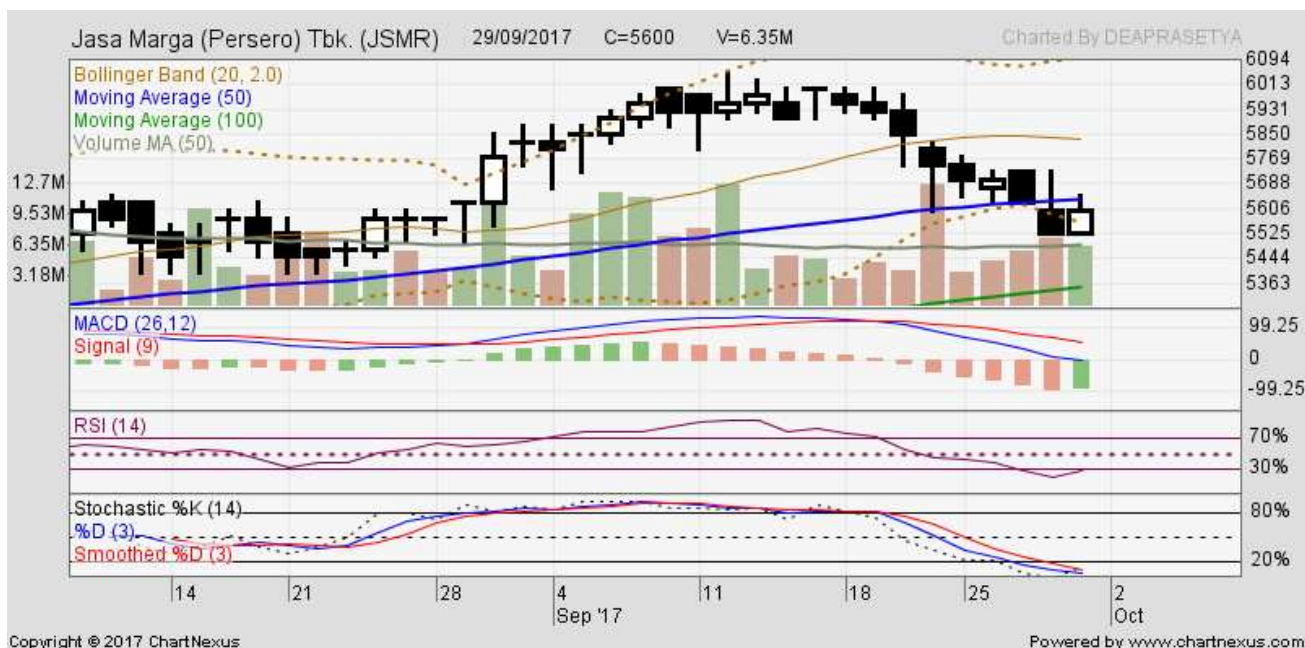 Jasa Marga (Persero) Tbk. (JSMR) 29/09/2017 C=5600 V=6.35M Charted By DEAPRASETYA
Bollinger Band (20, 2.0)
Moving Average (50)
Moving Average (100)
Volume MA (50)
6094
6013
5931
5850
5769
5688
5606
5525
5444
5363
12.7M
9.53M
6.35M
3.18M
MACD (26,12)
Signal (9)
99.25
0
-99.25
RSI (14)
70%
30%
Stochastic %K (14)
%D (3)
Smoothed %D (3)
80%
20%
14 21 28 4 11 18 25 2
Sep '17 Oct
Copyright © 2017 ChartNexus Powered by www.chartnexus.com